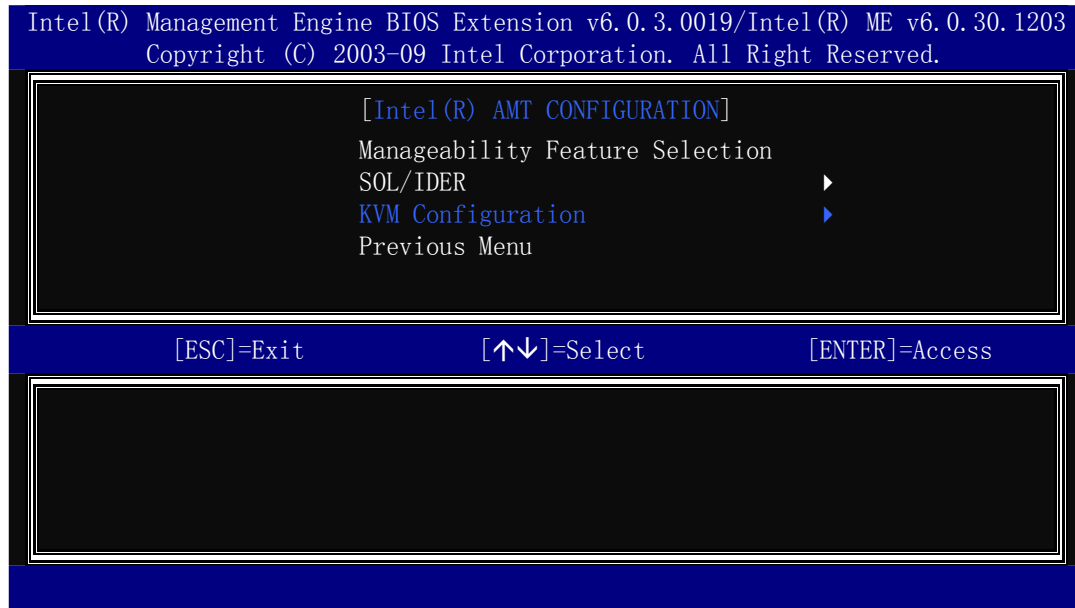 Intel(R) Management Engine BIOS Extension v6.0.3.0019/Intel(R) ME v6.0.30.1203
Copyright (C) 2003-09 Intel Corporation. All Right Reserved.
[Intel(R) AMT CONFIGURATION]
Manageability Feature Selection
SOL/IDER ▶
KVM Configuration ▶
Previous Menu
[ESC]=Exit [↑↓]=Select [ENTER]=Access